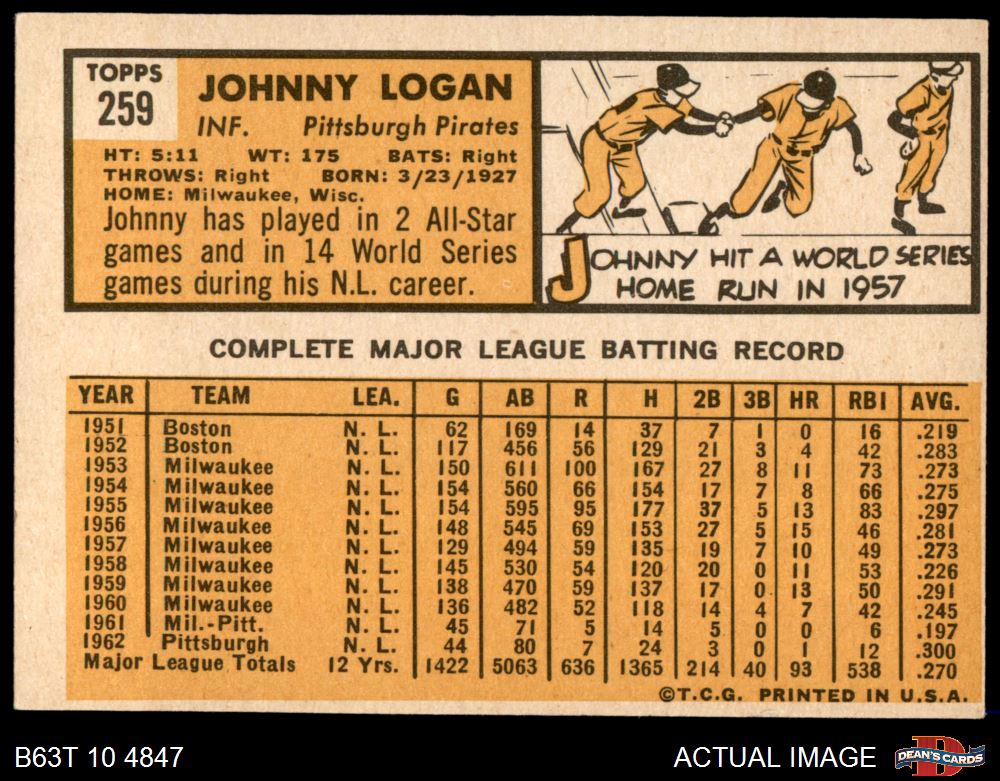 TOPPS
259
JOHNNY LOGAN
INF. Pittsburgh Pirates
HT: 5:11 WT: 175 BATS: Right
THROWS: Right BORN: 3/23/1927
HOME: Milwaukee, Wisc.
Johnny has played in 2 All-Star
games and in 14 World Series
games during his N.L. career.
JOHNNY HIT A WORLD SERIES
HOME RUN IN 1957
COMPLETE MAJOR LEAGUE BATTING RECORD
YEAR TEAM LEA. G AB R H 2B 3B HR RBI AVG.
1951 Boston N. L. 62 169 14 37 7 1 0 16 .219
1952 Boston N. L. 117 456 56 129 21 3 4 42 .283
1953 Milwaukee N. L. 150 611 100 167 27 8 11 73 .273
1954 Milwaukee N. L. 154 560 66 154 17 7 8 66 .275
1955 Milwaukee N. L. 154 595 95 177 37 5 13 83 .297
1956 Milwaukee N. L. 148 545 69 153 27 5 15 46 .281
1957 Milwaukee N. L. 129 494 59 135 19 7 10 49 .273
1958 Milwaukee N. L. 145 530 54 120 20 0 11 53 .226
1959 Milwaukee N. L. 138 470 59 137 17 0 13 50 .291
1960 Milwaukee N. L. 136 482 52 118 14 4 7 42 .245
1961 Mil.-Pitt. N. L. 45 71 5 14 5 0 0 6 .197
1962 Pittsburgh N. L. 44 80 7 24 3 0 1 12 .300
Major League Totals 12 Yrs. 1422 5063 636 1365 214 40 93 538 .270
©T.C.G. PRINTED IN U.S.A.
B63T 10 4847
ACTUAL IMAGE
D
DEAN'S CARDS